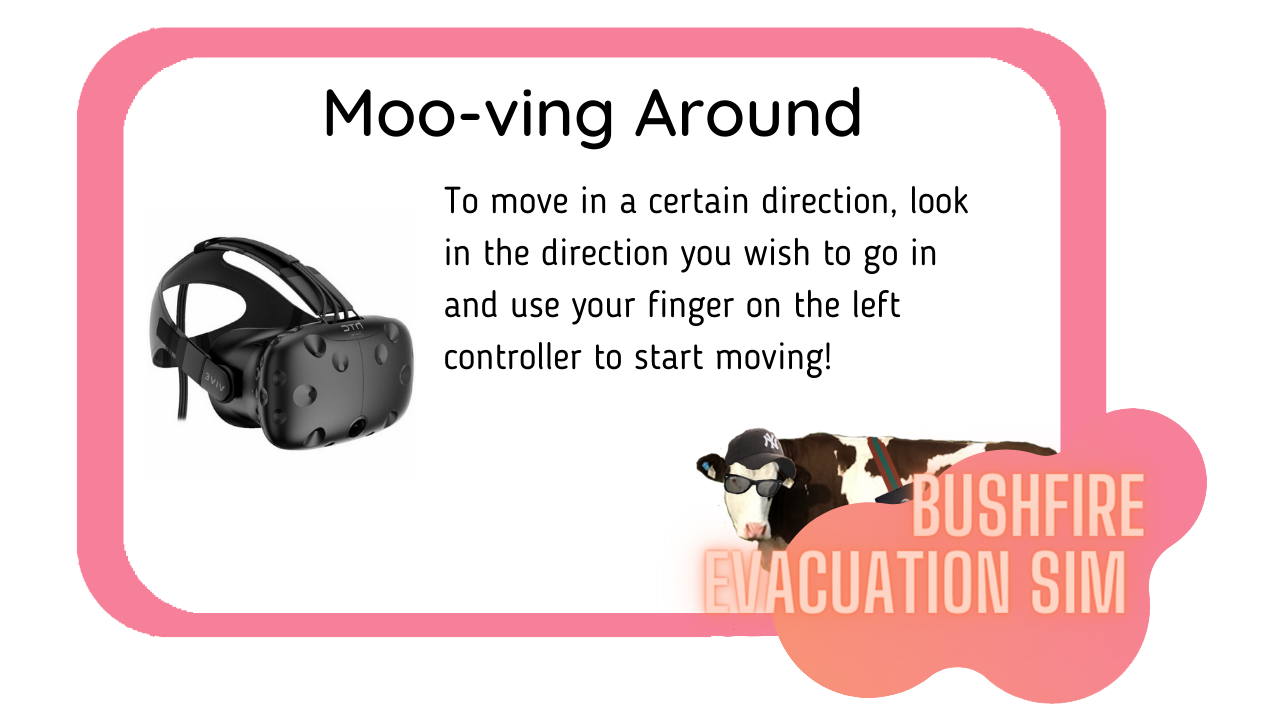 Moo-ving Around
To move in a certain direction, look
in the direction you wish to go in
and use your finger on the left
controller to start moving!
BUSHFIRE
EVACUATION SIM